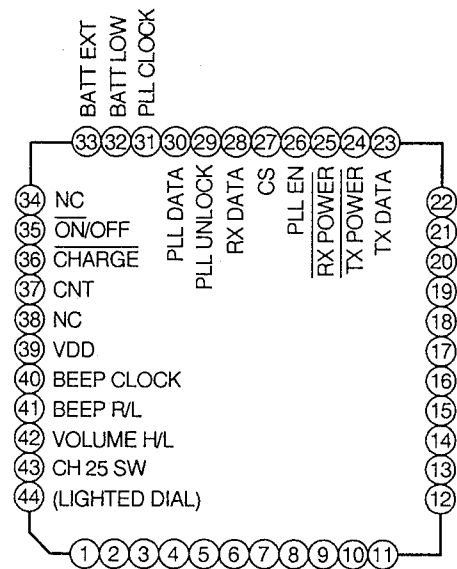 BATT EXT
BATT LOW
PLL CLOCK
33 32 31 30 29 28 27 26 25 24 23
PLL DATA
PLL UNLOCK
RX DATA
CS
PLL EN
RX POWER
TX POWER
TX DATA
34 NC
35 ON/OFF
36 CHARGE
37 CNT
38 NC
39 VDD
40 BEEP CLOCK
41 BEEP R/L
42 VOLUME H/L
43 CH 25 SW
44 (LIGHTED DIAL)
22
21
20
19
18
17
16
15
14
13
12
1 2 3 4 5 6 7 8 9 10 11